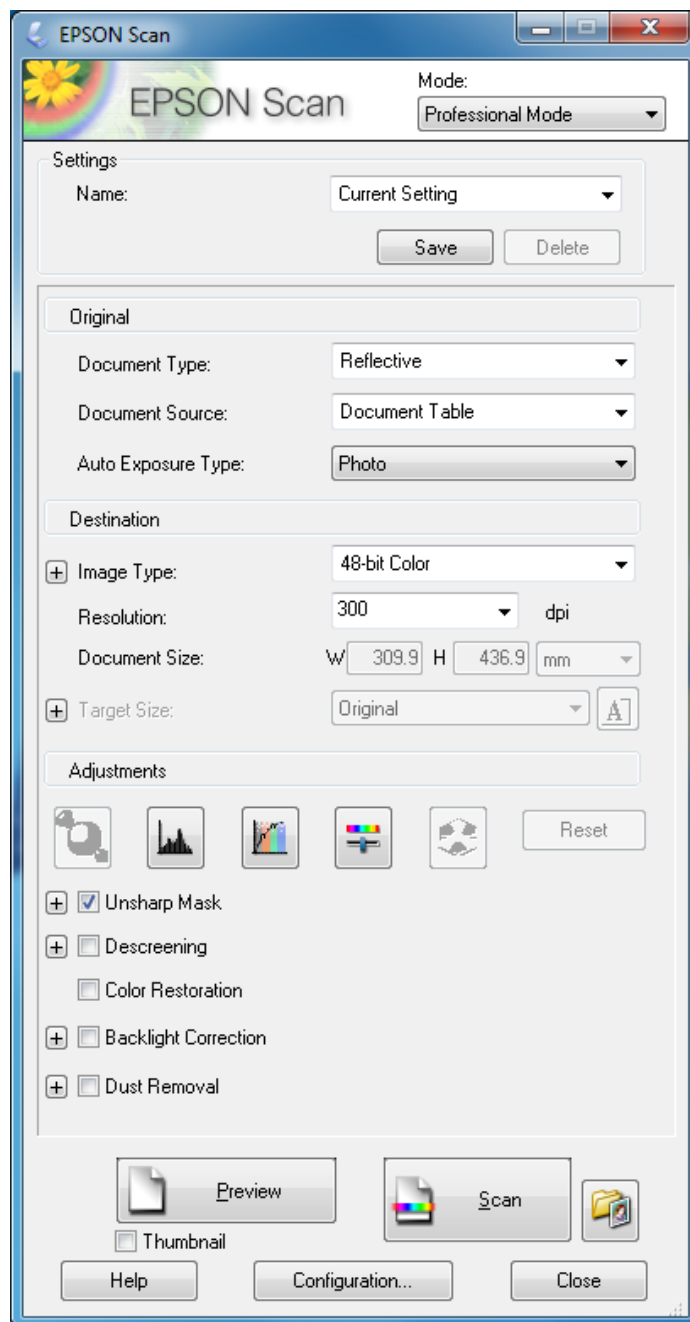 EPSON Scan
EPSON Scan
Mode:
Professional Mode
Settings
Name: Current Setting
Save Delete
Original
Document Type: Reflective
Document Source: Document Table
Auto Exposure Type: Photo
Destination
+ Image Type: 48-bit Color
Resolution: 300 dpi
Document Size: W 309.9 H 436.9 mm
+ Target Size: Original A
Adjustments
Reset
+ Unsharp Mask
+ Descreening
Color Restoration
+ Backlight Correction
+ Dust Removal
Preview Scan
Thumbnail
Help Configuration... Close